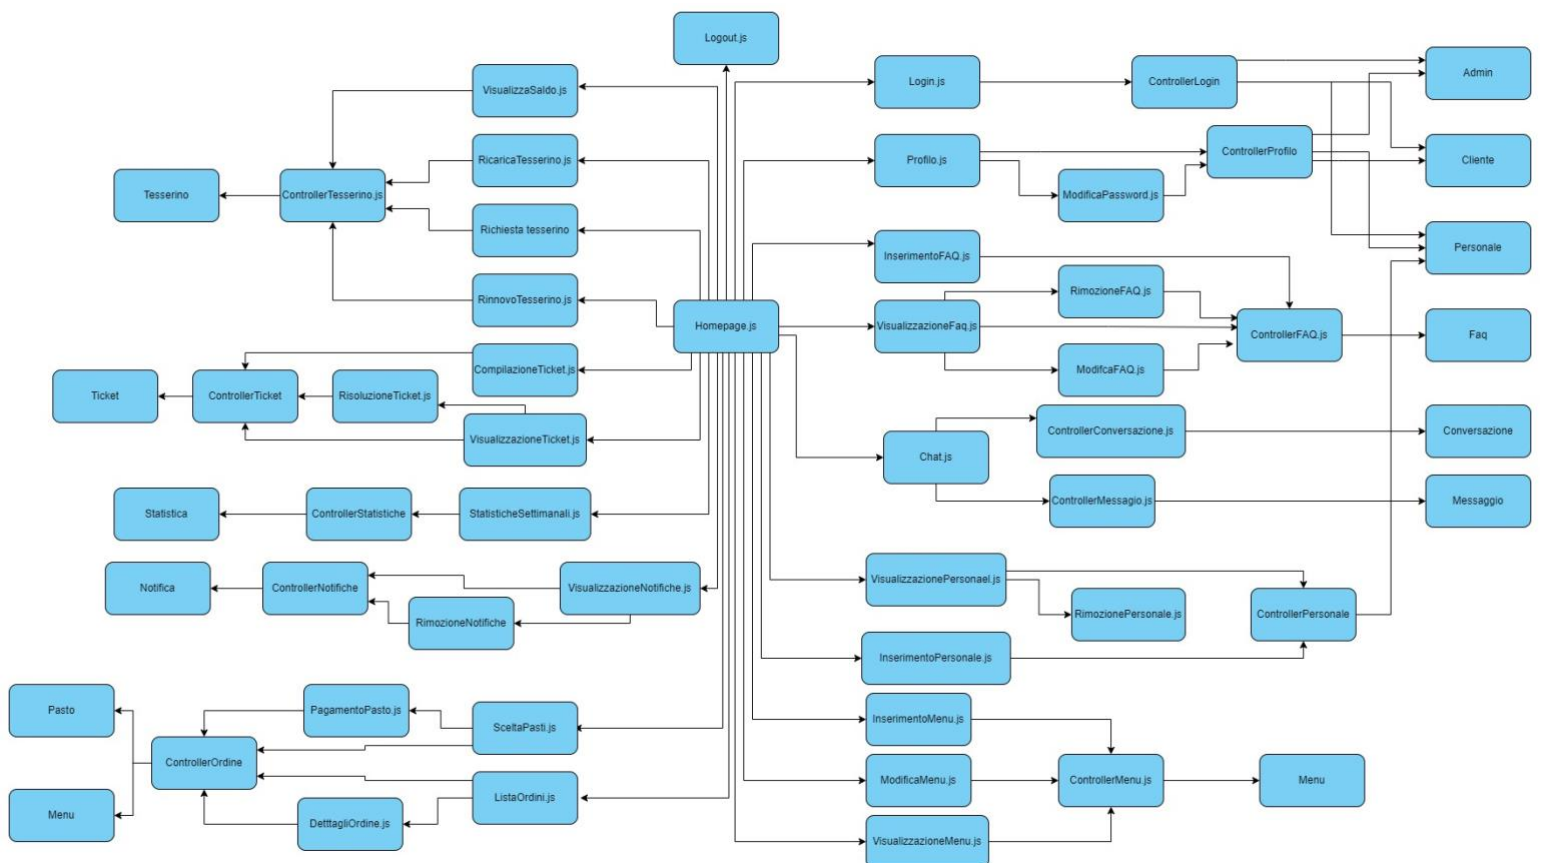 Logout.js
VisualizzaSaldo.js
Login.js
ControllerLogin
Admin
RicaricaTesserino.js
Profilo.js
ControllerProfilo
Cliente
Tesserino
ControllerTesserino.js
ModificaPassword.js
Richiesta tesserino
InserimentoFAQ.js
Personale
RinnovoTesserino.js
RimozioneFAQ.js
Homepage.js
VisualizzazioneFaq.js
ControllerFAQ.js
Faq
CompilazioneTicket.js
ModifcaFAQ.js
Ticket
ControllerTicket
RisoluzioneTicket.js
VisualizzazioneTicket.js
ControllerConversazione.js
Conversazione
Chat.js
ControllerMessagio.js
Messaggio
Statistica
ControllerStatistiche
StatisticheSettimanali.js
Notifica
ControllerNotifiche
VisualizzazioneNotifiche.js
VisualizzazionePersonael.js
RimozioneNotifiche
RimozionePersonale.js
ControllerPersonale
InserimentoPersonale.js
Pasto
PagamentoPasto.js
SceltaPasti.js
InserimentoMenu.js
ControllerOrdine
ModificaMenu.js
ControllerMenu.js
Menu
ListaOrdini.js
Menu
DetttagliOrdine.js
VisualizzazioneMenu.js